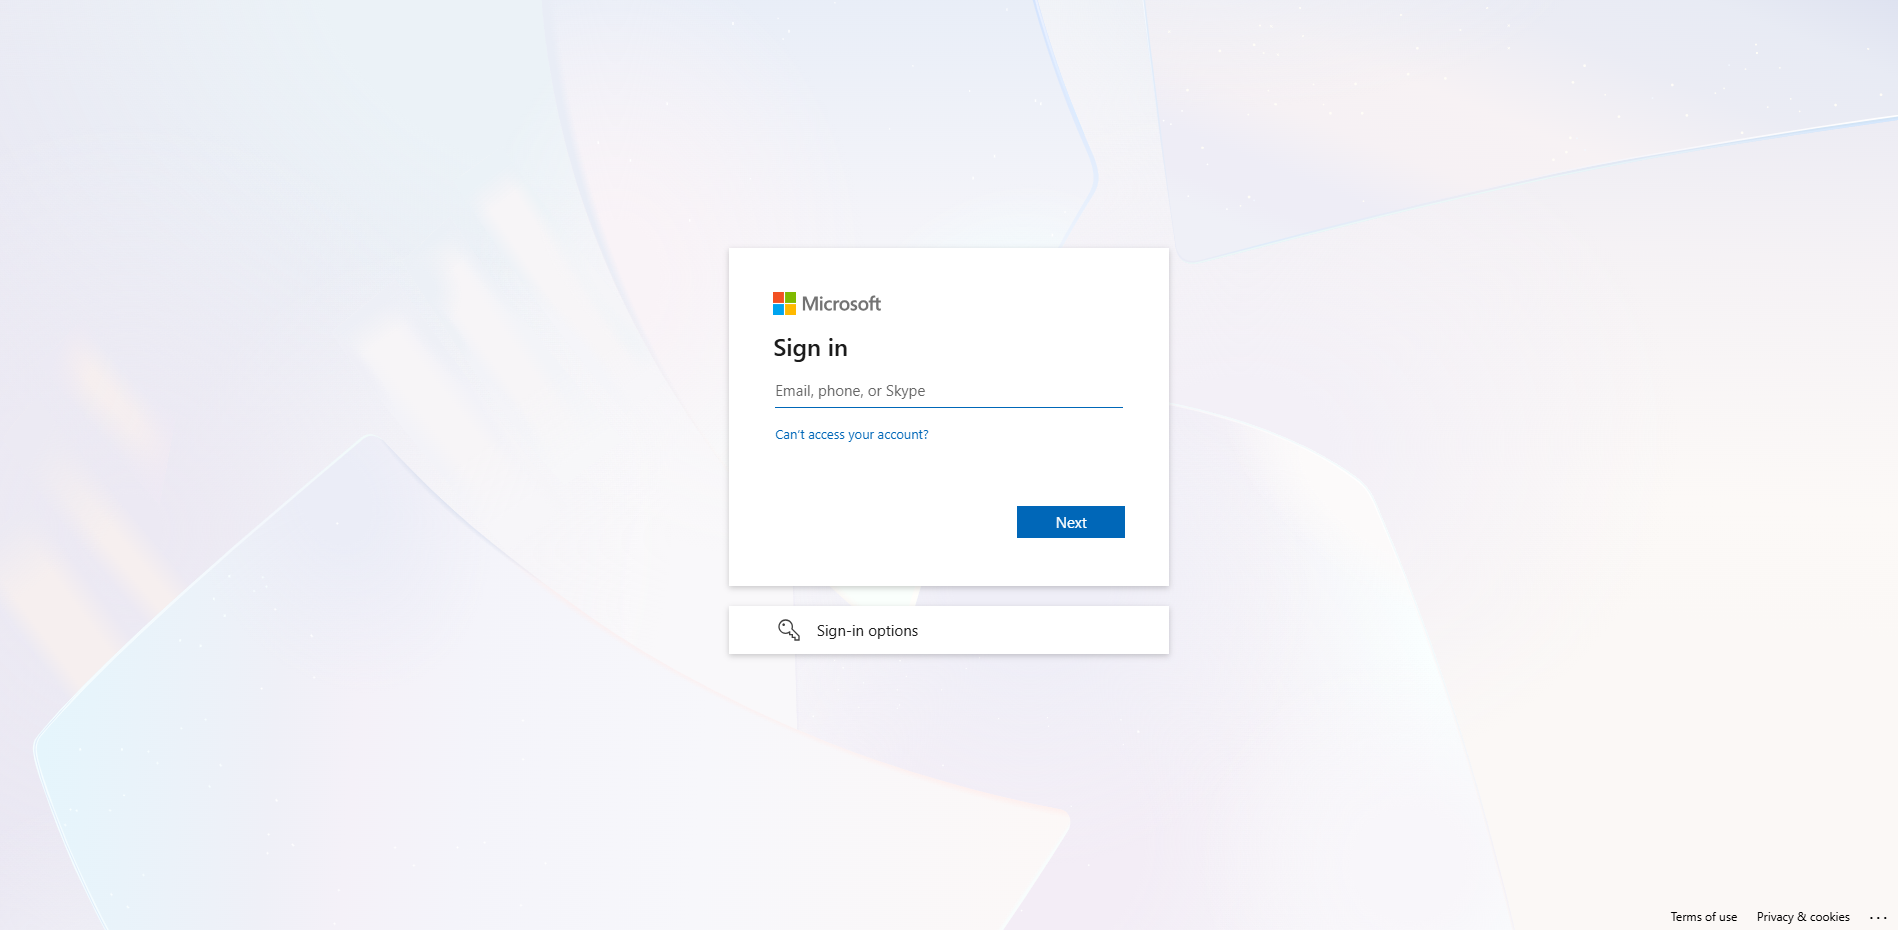 Microsoft
Sign in
Email, phone, or Skype
Can't access your account?
Next
Sign-in options
Terms of use Privacy & cookies ...